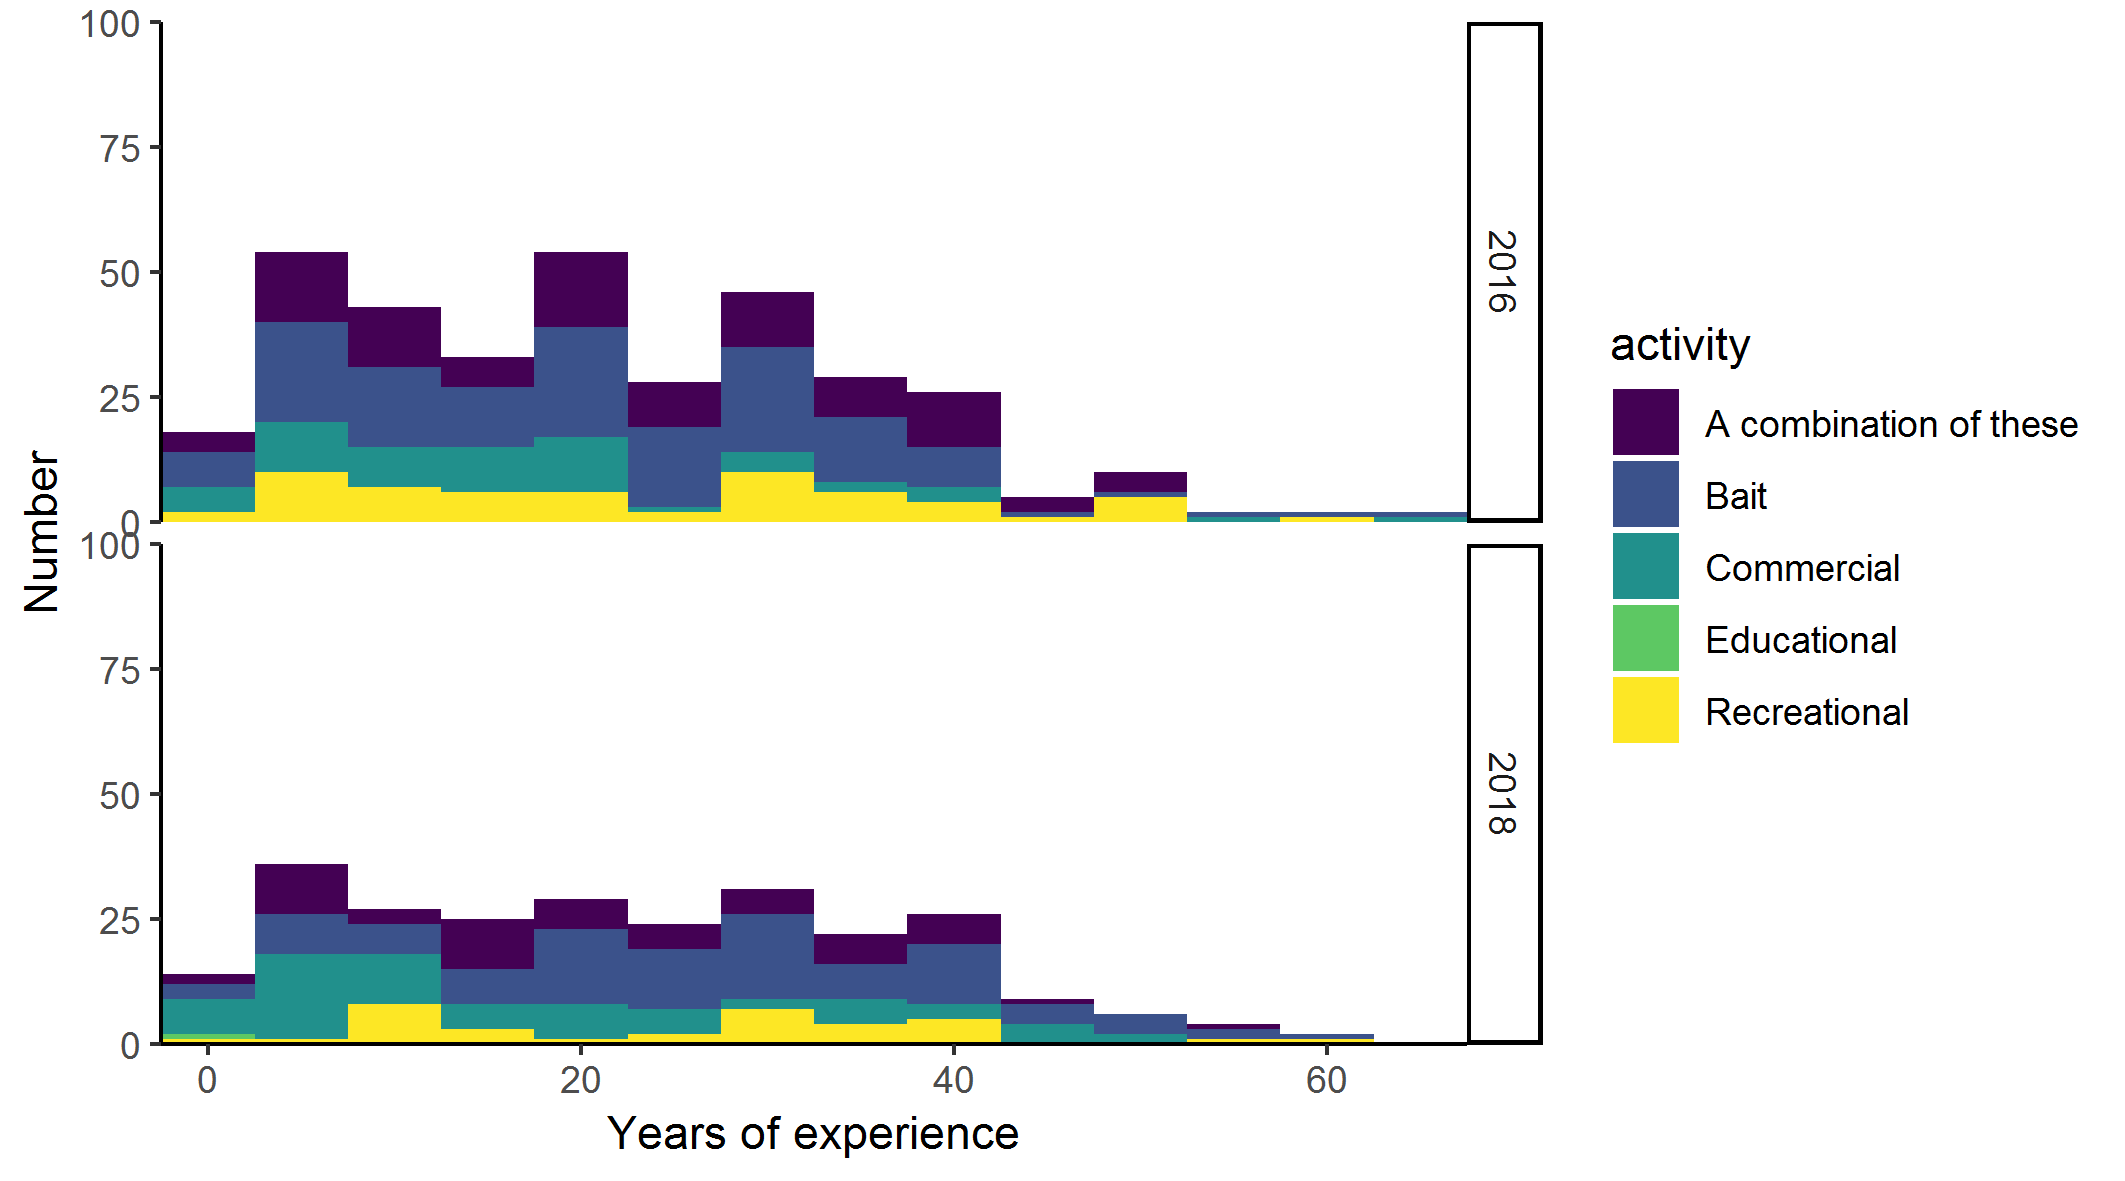 Number
100
75
50
25
0
2016
100
75
50
25
0
2018
0 20 40 60
Years of experience
activity
A combination of these
Bait
Commercial
Educational
Recreational